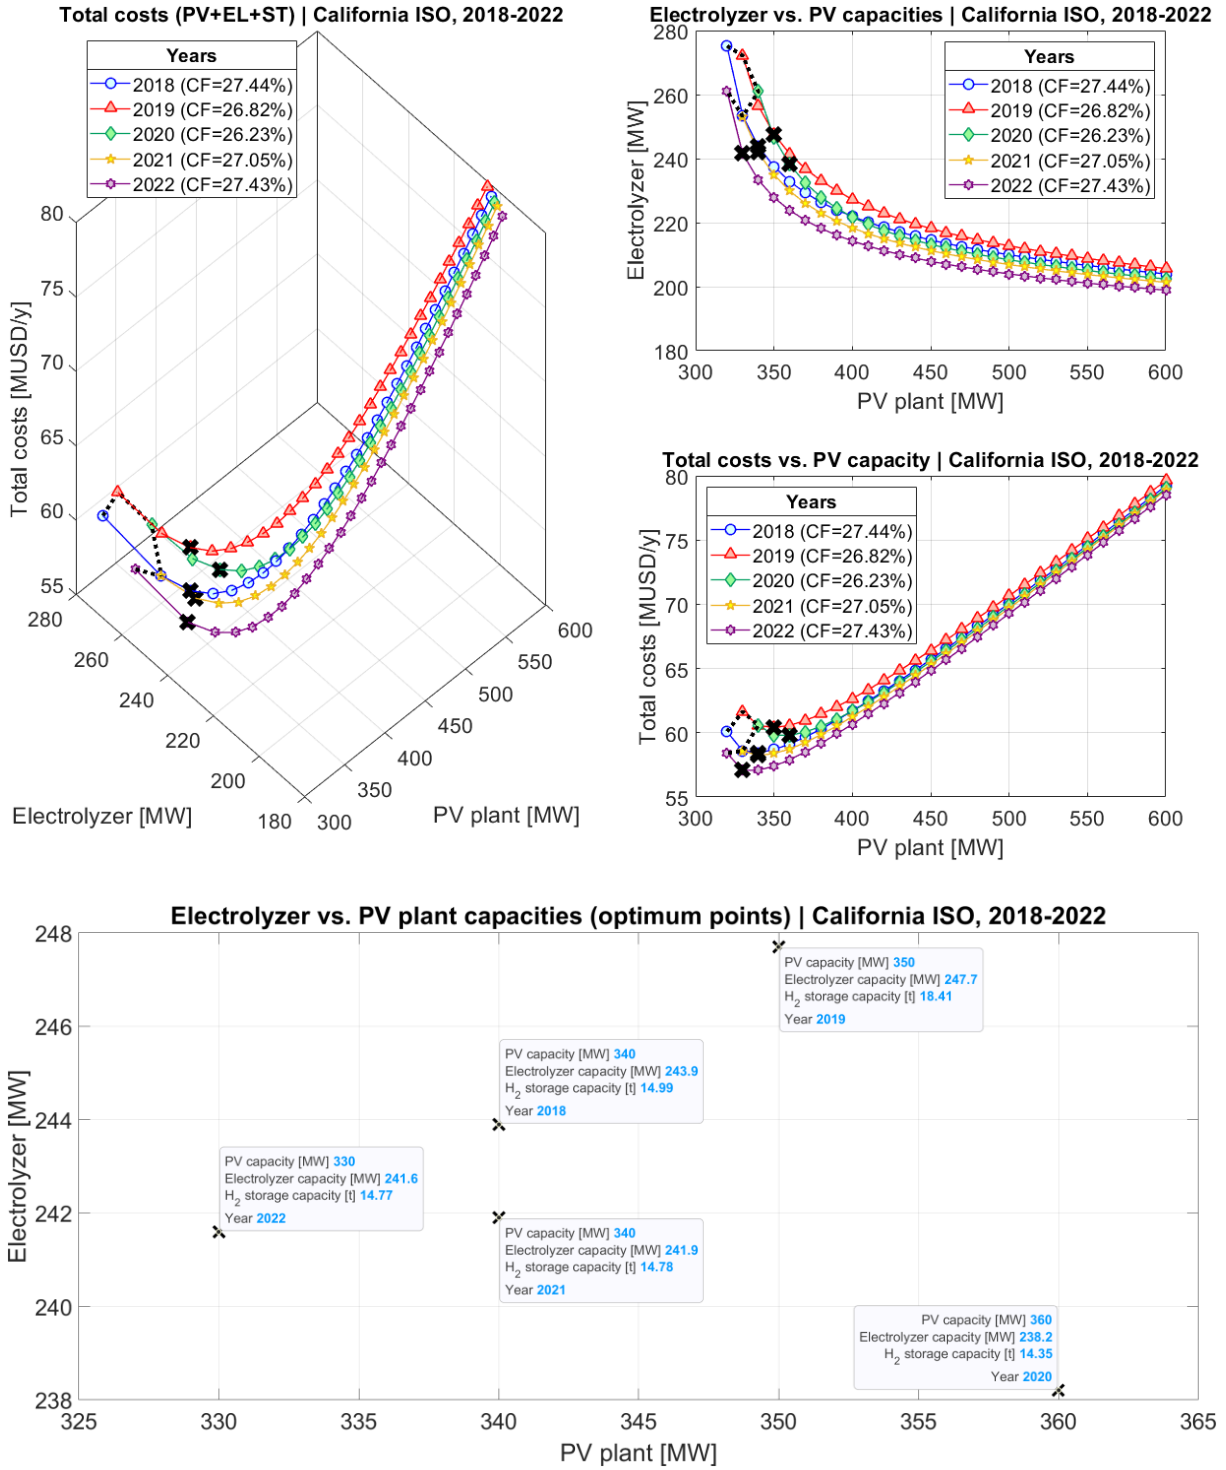 Total costs (PV+EL+ST) | California ISO, 2018-2022
Years
2018 (CF=27.44%)
2019 (CF=26.82%)
2020 (CF=26.23%)
2021 (CF=27.05%)
2022 (CF=27.43%)
Total costs [MUSD/y]
80
75
70
65
60
55
280
260
240
220
200
180
300
350
400
450
500
550
600
Electrolyzer [MW]
PV plant [MW]
Electrolyzer vs. PV capacities | California ISO, 2018-2022
Years
2018 (CF=27.44%)
2019 (CF=26.82%)
2020 (CF=26.23%)
2021 (CF=27.05%)
2022 (CF=27.43%)
Electrolyzer [MW]
280
260
240
220
200
180
300 350 400 450 500 550 600
PV plant [MW]
Total costs vs. PV capacity | California ISO, 2018-2022
Years
2018 (CF=27.44%)
2019 (CF=26.82%)
2020 (CF=26.23%)
2021 (CF=27.05%)
2022 (CF=27.43%)
Total costs [MUSD/y]
80
75
70
65
60
55
300 350 400 450 500 550 600
PV plant [MW]
Electrolyzer vs. PV plant capacities (optimum points) | California ISO, 2018-2022
Electrolyzer [MW]
248
246
244
242
240
238
PV capacity [MW] 350
Electrolyzer capacity [MW] 247.7
H2 storage capacity [t] 18.41
Year 2019
PV capacity [MW] 340
Electrolyzer capacity [MW] 243.9
H2 storage capacity [t] 14.99
Year 2018
PV capacity [MW] 330
Electrolyzer capacity [MW] 241.6
H2 storage capacity [t] 14.77
Year 2022
PV capacity [MW] 340
Electrolyzer capacity [MW] 241.9
H2 storage capacity [t] 14.78
Year 2021
PV capacity [MW] 360
Electrolyzer capacity [MW] 238.2
H2 storage capacity [t] 14.35
Year 2020
325 330 335 340 345 350 355 360 365
PV plant [MW]